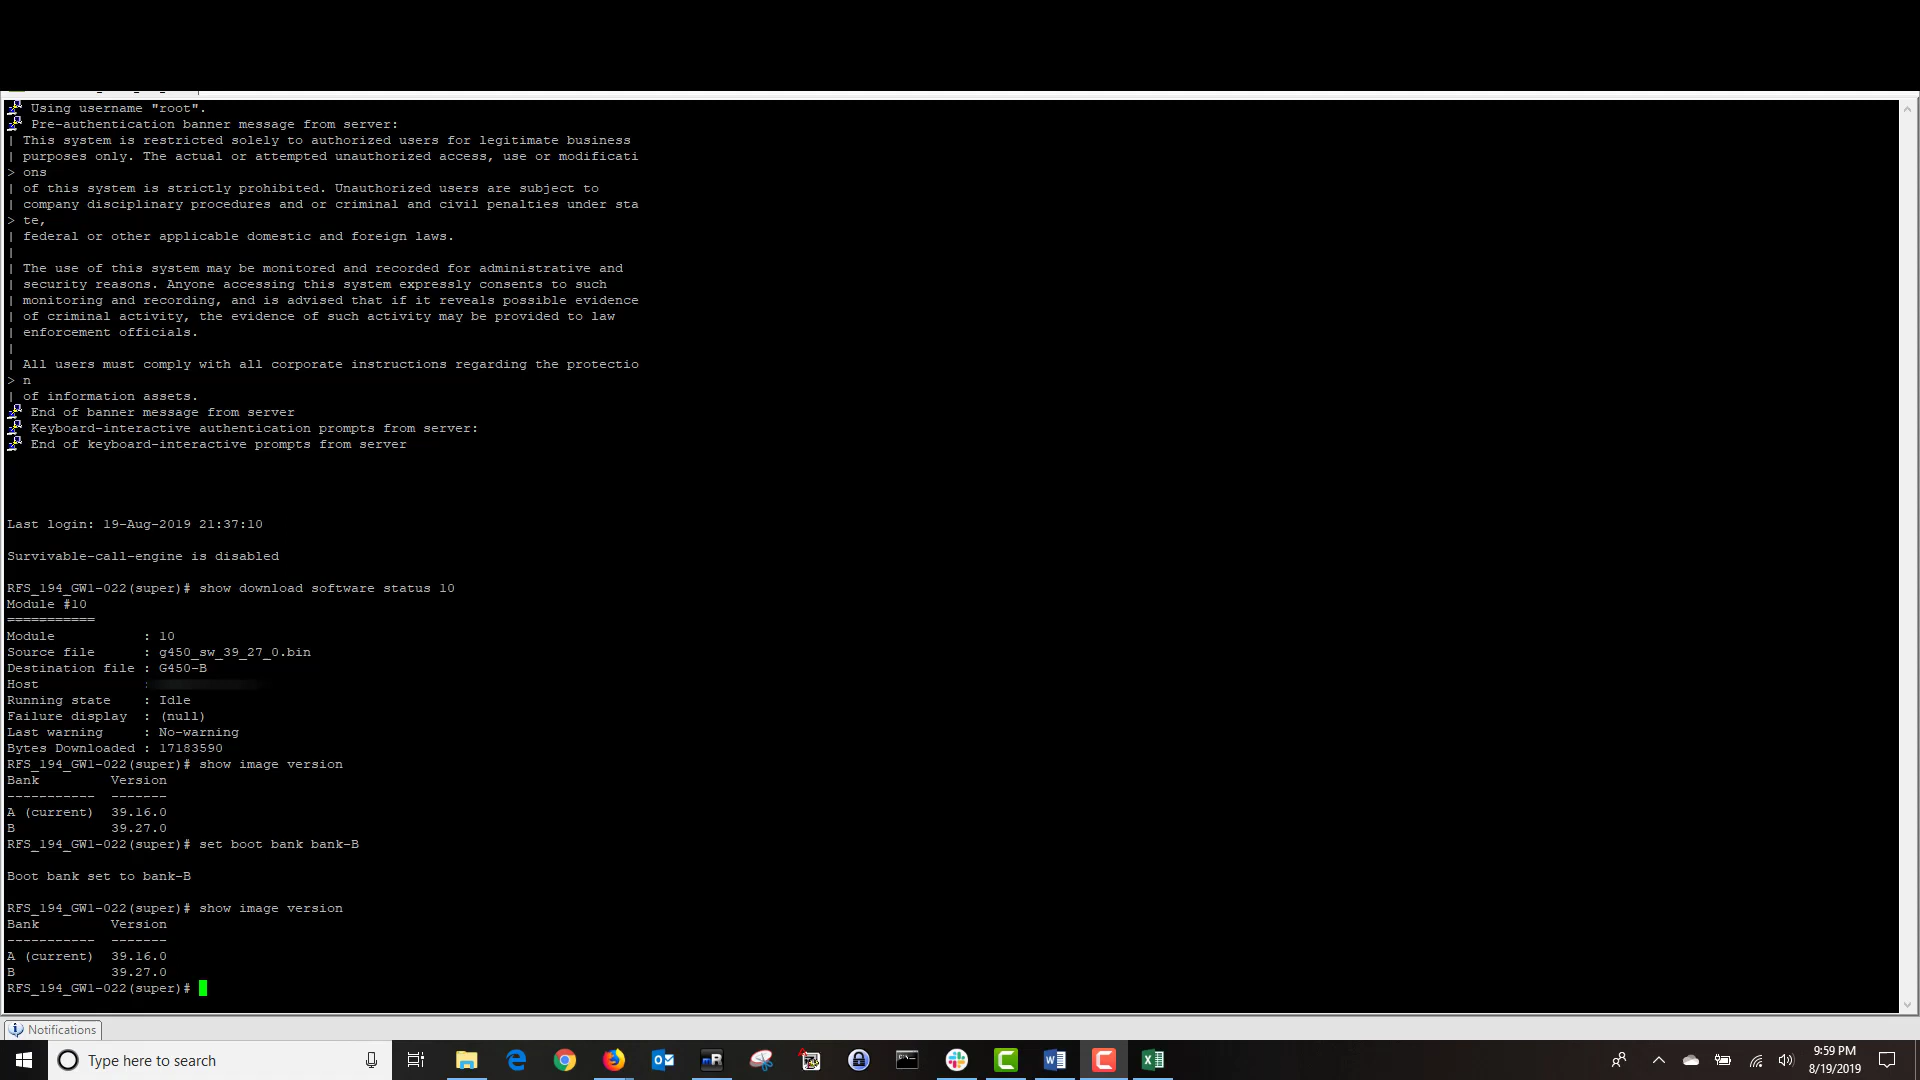 Using username "root".
Pre-authentication banner message from server:
| This system is restricted solely to authorized users for legitimate business
| purposes only. The actual or attempted unauthorized access, use or modificati
> ons
| of this system is strictly prohibited. Unauthorized users are subject to
| company disciplinary procedures and or criminal and civil penalties under sta
> te,
| federal or other applicable domestic and foreign laws.
|
| The use of this system may be monitored and recorded for administrative and
| security reasons. Anyone accessing this system expressly consents to such
| monitoring and recording, and is advised that if it reveals possible evidence
| of criminal activity, the evidence of such activity may be provided to law
| enforcement officials.
|
| All users must comply with all corporate instructions regarding the protectio
> n
| of information assets.
End of banner message from server
Keyboard-interactive authentication prompts from server:
End of keyboard-interactive prompts from server
Last login: 19-Aug-2019 21:37:10
Survivable-call-engine is disabled
RFS_194_GW1-022(super)# show download software status 10
Module #10
===========
Module : 10
Source file : g450_sw_39_27_0.bin
Destination file : G450-B
Host :
Running state : Idle
Failure display : (null)
Last warning : No-warning
Bytes Downloaded : 17183590
RFS_194_GW1-022(super)# show image version
Bank Version
----------- -------
A (current) 39.16.0
B 39.27.0
RFS_194_GW1-022(super)# set boot bank bank-B
Boot bank set to bank-B
RFS_194_GW1-022(super)# show image version
Bank Version
----------- -------
A (current) 39.16.0
B 39.27.0
RFS_194_GW1-022(super)#
Notifications
Type here to search
9:59 PM
8/19/2019